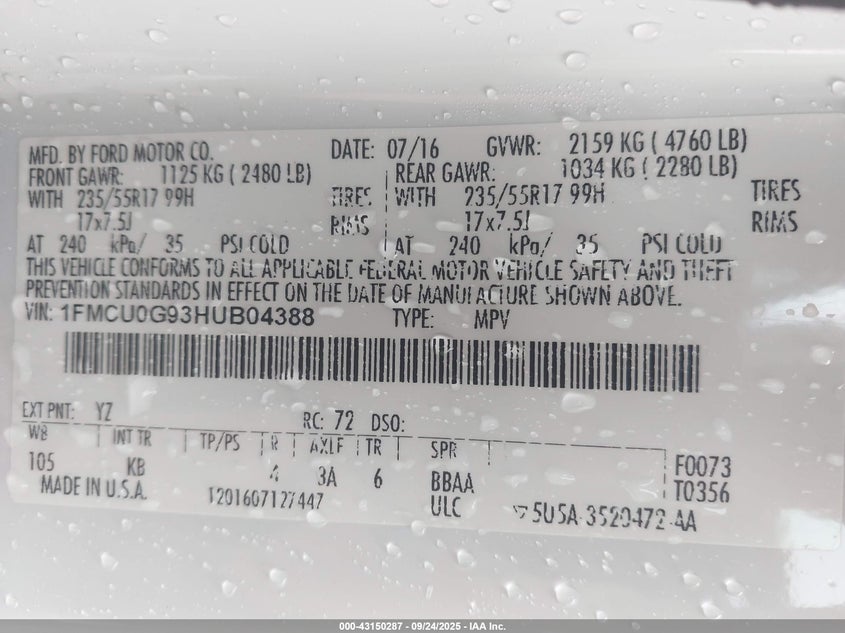 MFD. BY FORD MOTOR CO. DATE: 07/16 GVWR: 2159 KG ( 4760 LB)
FRONT GAWR: 1125 KG ( 2480 LB) REAR GAWR: 1034 KG ( 2280 LB)
WITH 235/55R17 99H TIRES WITH 235/55R17 99H TIRES
17x7.5J RIMS 17x7.5J RIMS
AT 240 kPa/ 35 PSI COLD AT 240 kPa/ 35 PSI COLD
THIS VEHICLE CONFORMS TO ALL APPLICABLE FEDERAL MOTOR VEHICLE SAFETY AND THEFT
PREVENTION STANDARDS IN EFFECT ON THE DATE OF MANUFACTURE SHOWN ABOVE.
VIN: 1FMCU0G93HUB04388 TYPE: MPV
EXT PNT: YZ RC: 72 DSO:
WB INT TR TP/PS R AXLE TR SPR
105 KB 4 3A 6 BBAA F0073
MADE IN U.S.A. ULC T0356
T201607127447 5U5A-3520472-AA
000-43150287 - 09/24/2025 - IAA Inc.